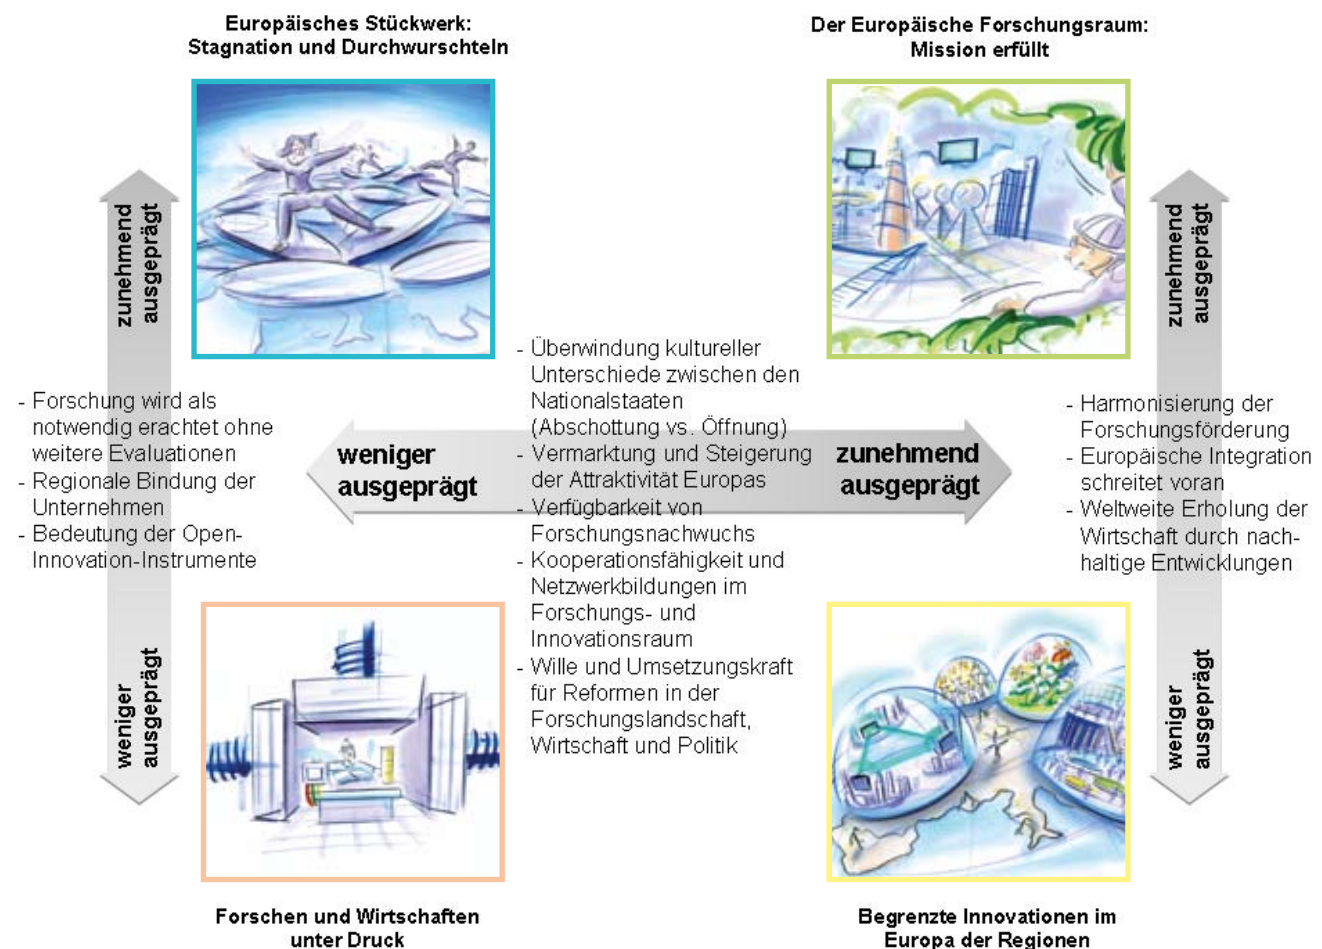 Europäisches Stückwerk:
Stagnation und Durchwurschteln
Der Europäische Forschungsraum:
Mission erfüllt
zunehmend
ausgeprägt
zunehmend
ausgeprägt
- Forschung wird als
notwendig erachtet ohne
weitere Evaluationen
- Regionale Bindung der
Unternehmen
- Bedeutung der Open-
Innovation-Instrumente
weniger
ausgeprägt
- Überwindung kultureller
Unterschiede zwischen den
Nationalstaaten
(Abschottung vs. Öffnung)
- Vermarktung und Steigerung
der Attraktivität Europas
- Verfügbarkeit von
Forschungsnachwuchs
- Kooperationsfähigkeit und
Netzwerkbildungen im
Forschungs- und
Innovationsraum
- Wille und Umsetzungskraft
für Reformen in der
Forschungslandschaft,
Wirtschaft und Politik
zunehmend
ausgeprägt
- Harmonisierung der
Forschungsförderung
- Europäische Integration
schreitet voran
- Weltweite Erholung der
Wirtschaft durch nach-
haltige Entwicklungen
weniger
ausgeprägt
weniger
ausgeprägt
Forschen und Wirtschaften
unter Druck
Begrenzte Innovationen im
Europa der Regionen